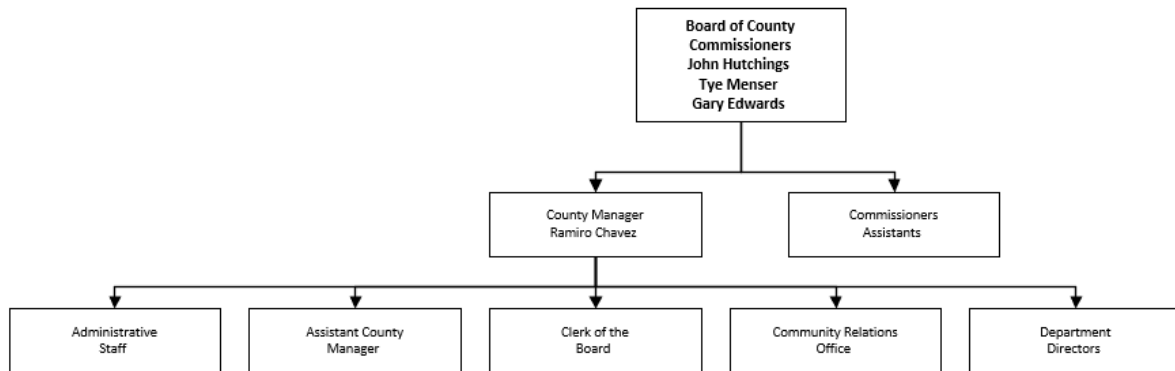 Board of County
Commissioners
John Hutchings
Tye Menser
Gary Edwards
County Manager
Ramiro Chavez
Commissioners
Assistants
Administrative
Staff
Assistant County
Manager
Clerk of the
Board
Community Relations
Office
Department
Directors